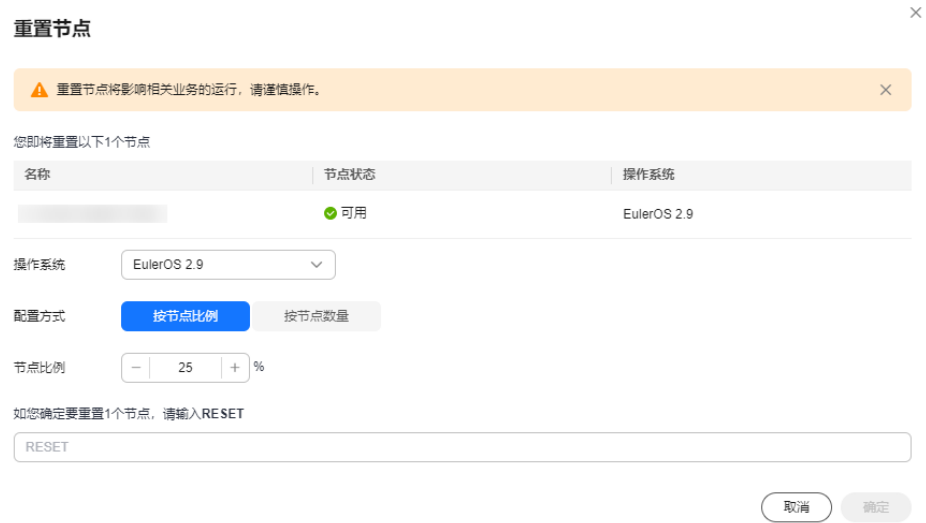 重置节点
重置节点将影响相关业务的运行，请谨慎操作。
您即将重置以下1个节点
名称 节点状态 操作系统
可用 EulerOS 2.9
操作系统 EulerOS 2.9
配置方式 按节点比例 按节点数量
节点比例 − 25 + %
如您确定要重置1个节点，请输入RESET
RESET
取消 确定